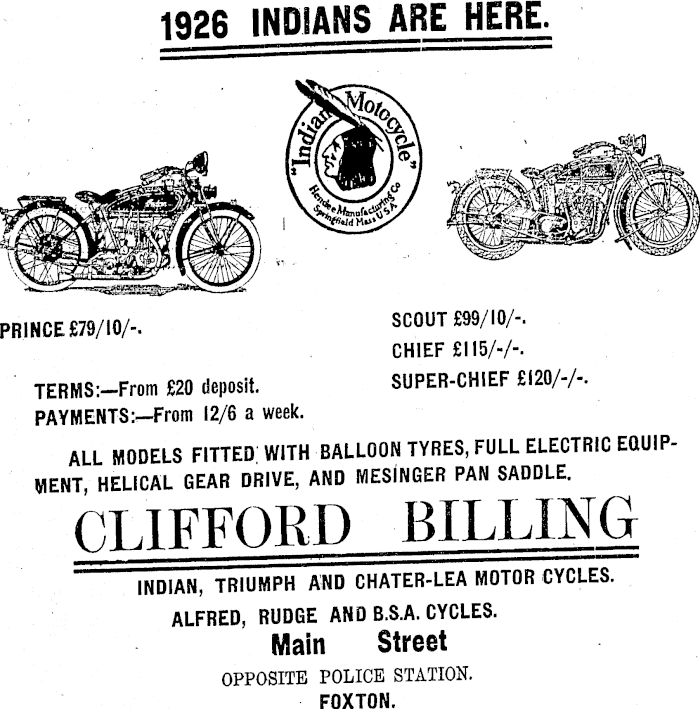 1926 INDIANS ARE HERE.
"Indian Motocycle"
Hendee Manufacturing Co
Springfield Mass USA
PRINCE £79/10/-.
SCOUT £99/10/-.
CHIEF £115/-/-.
SUPER-CHIEF £120/-/-.
TERMS:—From £20 deposit.
PAYMENTS:—From 12/6 a week.
ALL MODELS FITTED WITH BALLOON TYRES, FULL ELECTRIC EQUIP-
MENT, HELICAL GEAR DRIVE, AND MESINGER PAN SADDLE.
CLIFFORD BILLING
INDIAN, TRIUMPH AND CHATER-LEA MOTOR CYCLES.
ALFRED, RUDGE AND B.S.A. CYCLES.
Main Street
OPPOSITE POLICE STATION.
FOXTON.